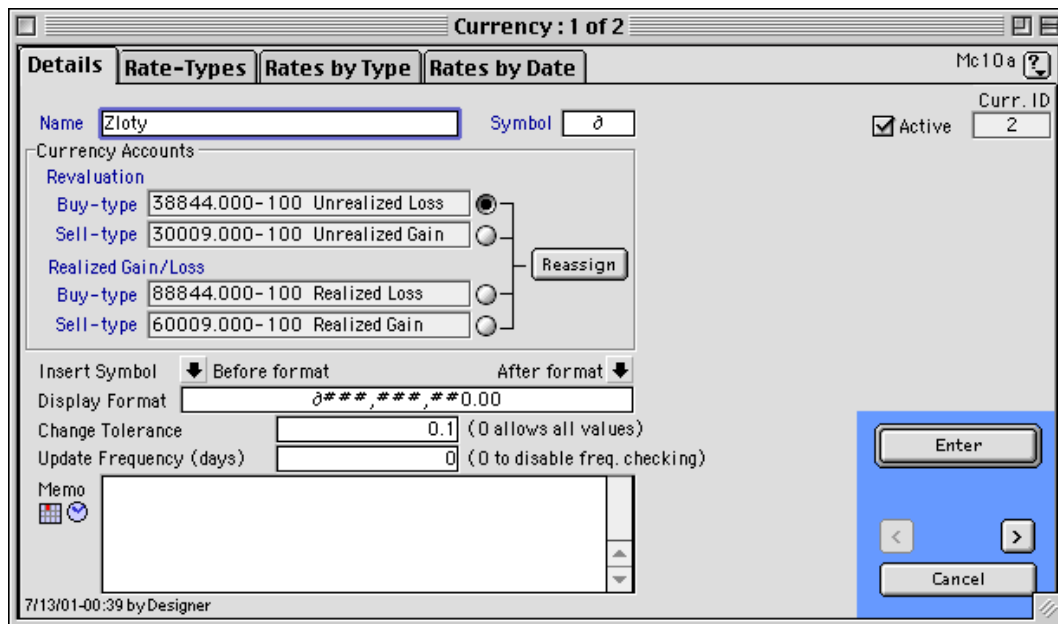 Currency : 1 of 2
Details Rate-Types Rates by Type Rates by Date Mc10a ?
Curr. ID
Name Zloty Symbol ∂ Active 2
Currency Accounts
Revaluation
Buy-type 38844.000-100 Unrealized Loss
Sell-type 30009.000-100 Unrealized Gain
Reassign
Realized Gain/Loss
Buy-type 88844.000-100 Realized Loss
Sell-type 60009.000-100 Realized Gain
Insert Symbol Before format After format
Display Format ∂###,###,##0.00
Change Tolerance 0.1 (0 allows all values)
Enter
Update Frequency (days) 0 (0 to disable freq. checking)
Memo
< >
Cancel
7/13/01-00:39 by Designer